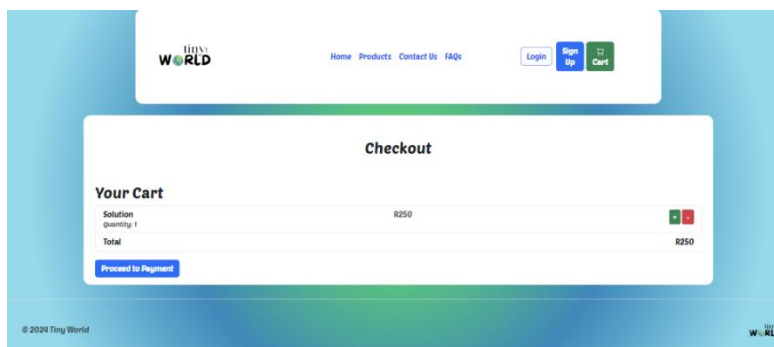 tiny
WORLD
Home Products Contact Us FAQs
Login
Sign Up
Cart
Checkout
Your Cart
Solution
R250
+
-
Quantity: 1
Total
R250
Proceed to Payment
© 2024 Tiny World